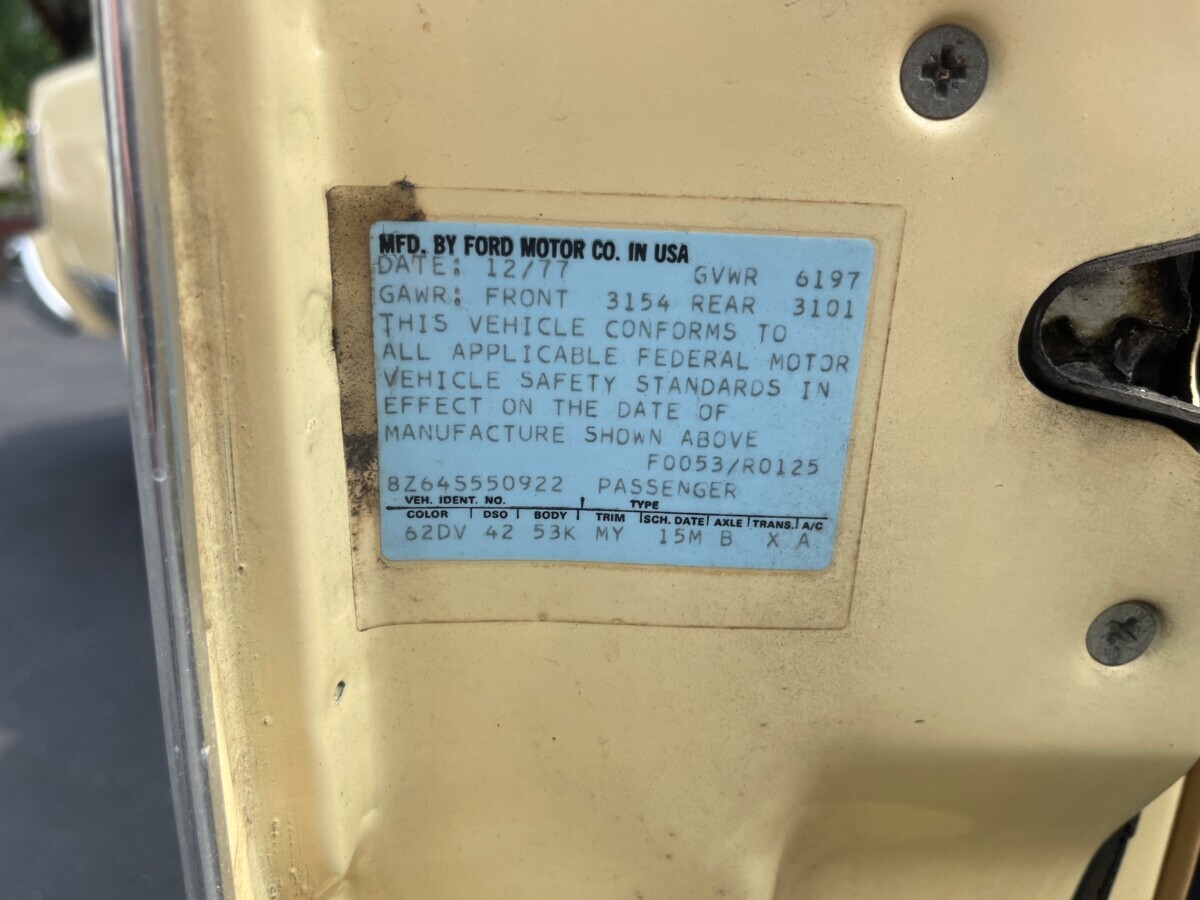 MFD. BY FORD MOTOR CO. IN USA
DATE: 12/77 GVWR 6197
GAWR: FRONT 3154 REAR 3101
THIS VEHICLE CONFORMS TO
ALL APPLICABLE FEDERAL MOTOR
VEHICLE SAFETY STANDARDS IN
EFFECT ON THE DATE OF
MANUFACTURE SHOWN ABOVE
F0053/R0125
8Z64S550922 PASSENGER
VEH. IDENT. NO. TYPE
COLOR DSO BODY TRIM SCH. DATE AXLE TRANS. A/C
62DV 42 53K MY 15M B X A